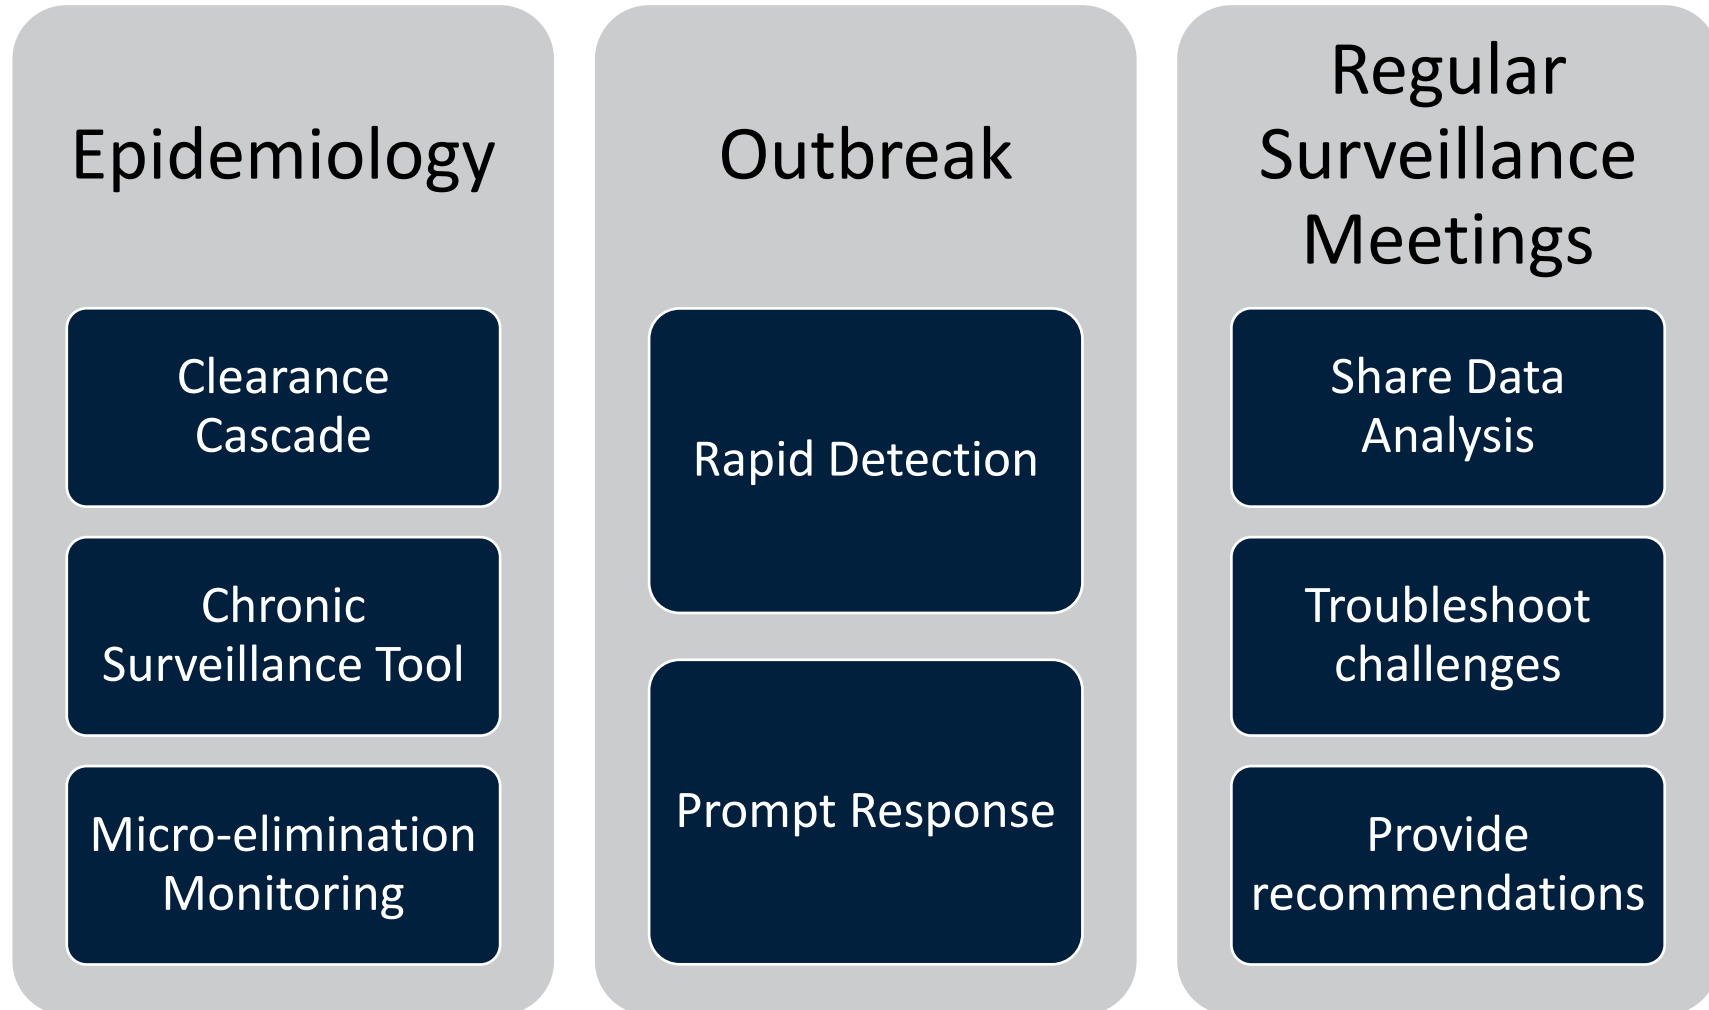 Epidemiology
Clearance
Cascade
Chronic
Surveillance Tool
Micro-elimination
Monitoring
Outbreak
Rapid Detection
Prompt Response
Regular
Surveillance
Meetings
Share Data
Analysis
Troubleshoot
challenges
Provide
recommendations